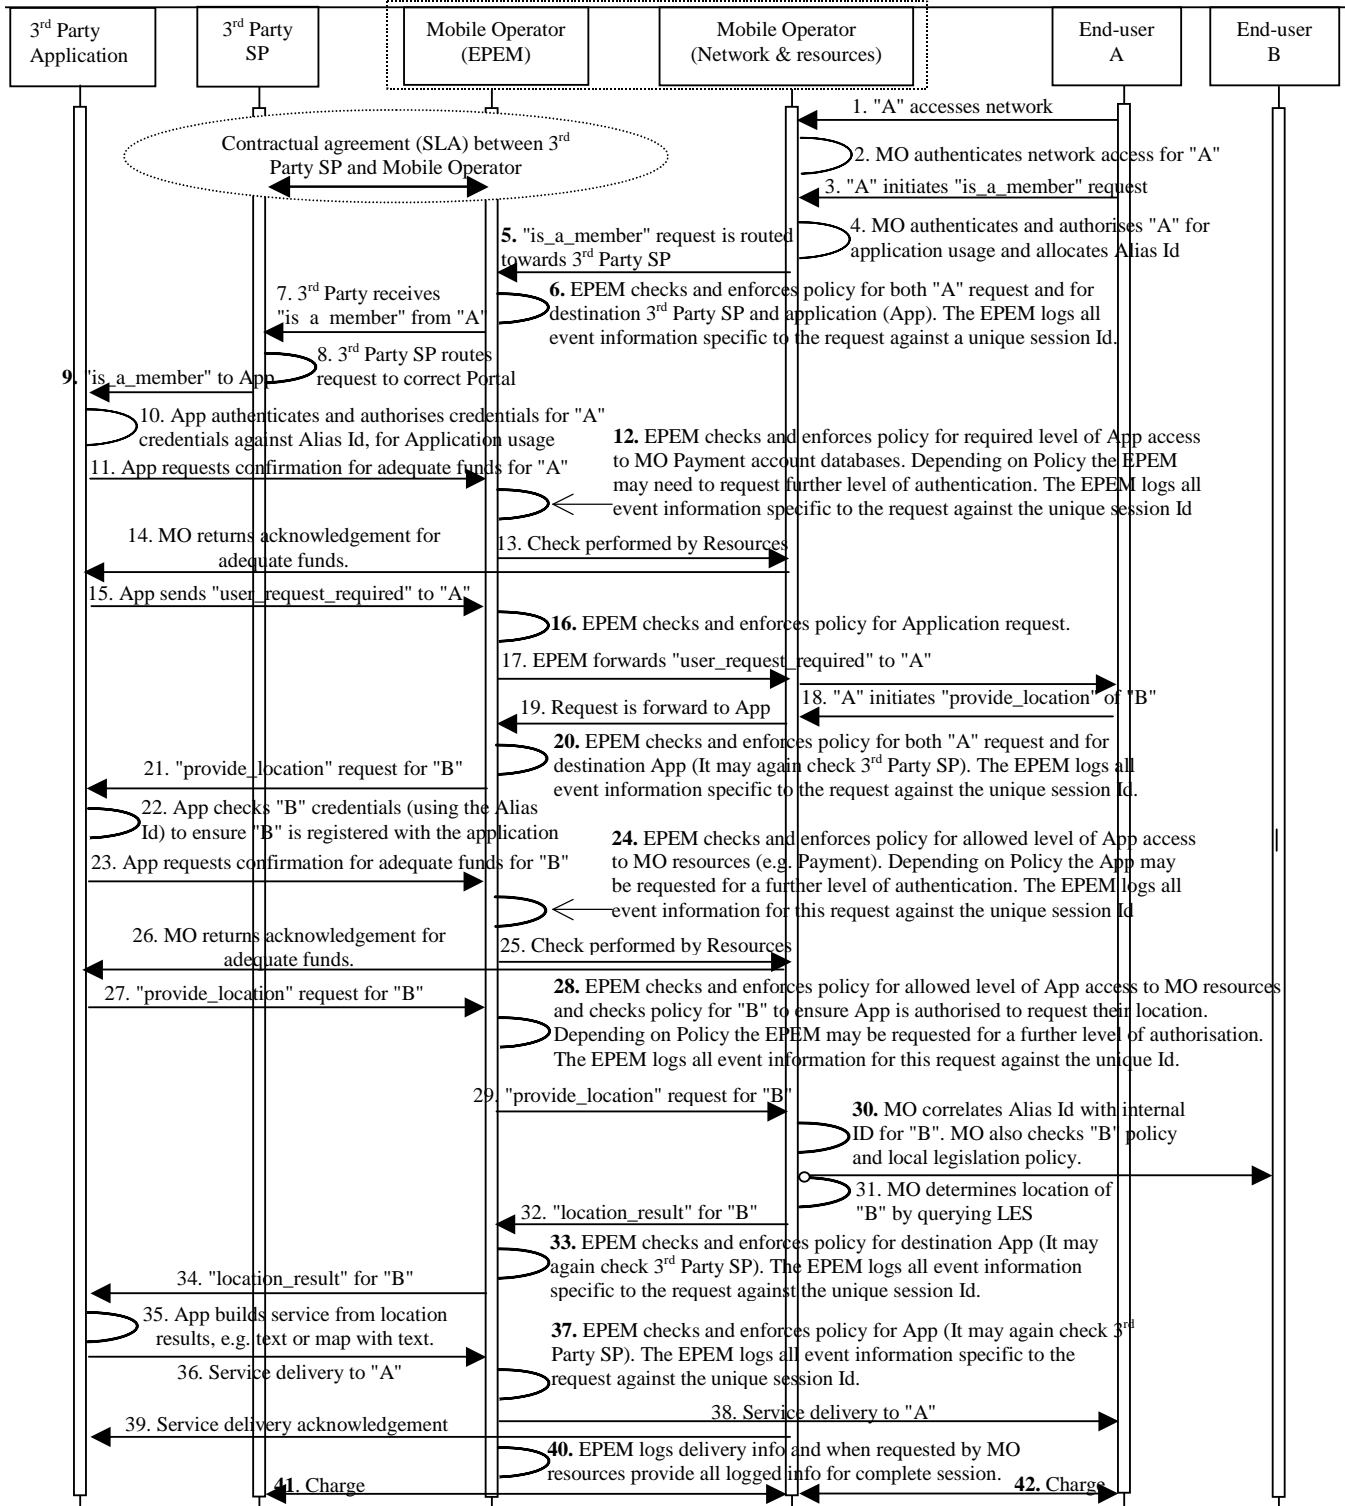 3rd Party
Application
3rd Party
SP
Mobile Operator
(EPEM)
Mobile Operator
(Network & resources)
End-user
A
End-user
B
1. "A" accesses network
Contractual agreement (SLA) between 3rd
Party SP and Mobile Operator
2. MO authenticates network access for "A"
3. "A" initiates "is_a_member" request
4. MO authenticates and authorises "A" for
application usage and allocates Alias Id
5. "is_a_member" request is routed
towards 3rd Party SP
6. EPEM checks and enforces policy for both "A" request and for
destination 3rd Party SP and application (App). The EPEM logs all
event information specific to the request against a unique session Id.
7. 3rd Party receives
"is_a_member" from "A"
8. 3rd Party SP routes
request to correct Portal
9. "is_a_member" to App
10. App authenticates and authorises credentials for "A"
credentials against Alias Id, for Application usage
11. App requests confirmation for adequate funds for "A"
12. EPEM checks and enforces policy for required level of App access
to MO Payment account databases. Depending on Policy the EPEM
may need to request further level of authentication. The EPEM logs all
event information specific to the request against the unique session Id
13. Check performed by Resources
14. MO returns acknowledgement for
adequate funds.
15. App sends "user_request_required" to "A"
16. EPEM checks and enforces policy for Application request.
17. EPEM forwards "user_request_required" to "A"
18. "A" initiates "provide_location" of "B"
19. Request is forward to App
20. EPEM checks and enforces policy for both "A" request and for
destination App (It may again check 3rd Party SP). The EPEM logs all
event information specific to the request against the unique session Id.
21. "provide_location" request for "B"
22. App checks "B" credentials (using the Alias
Id) to ensure "B" is registered with the application
23. App requests confirmation for adequate funds for "B"
24. EPEM checks and enforces policy for allowed level of App access
to MO resources (e.g. Payment). Depending on Policy the App may
be requested for a further level of authentication. The EPEM logs all
event information for this request against the unique session Id
25. Check performed by Resources
26. MO returns acknowledgement for
adequate funds.
27. "provide_location" request for "B"
28. EPEM checks and enforces policy for allowed level of App access to MO resources
and checks policy for "B" to ensure App is authorised to request their location.
Depending on Policy the EPEM may be requested for a further level of authorisation.
The EPEM logs all event information for this request against the unique Id.
29. "provide_location" request for "B"
30. MO correlates Alias Id with internal
ID for "B". MO also checks "B" policy
and local legislation policy.
31. MO determines location of
"B" by querying LES
32. "location_result" for "B"
33. EPEM checks and enforces policy for destination App (It may
again check 3rd Party SP). The EPEM logs all event information
specific to the request against the unique session Id.
34. "location_result" for "B"
35. App builds service from location
results, e.g. text or map with text.
36. Service delivery to "A"
37. EPEM checks and enforces policy for App (It may again check 3rd
Party SP). The EPEM logs all event information specific to the
request against the unique session Id.
38. Service delivery to "A"
39. Service delivery acknowledgement
40. EPEM logs delivery info and when requested by MO
resources provide all logged info for complete session.
41. Charge
42. Charge